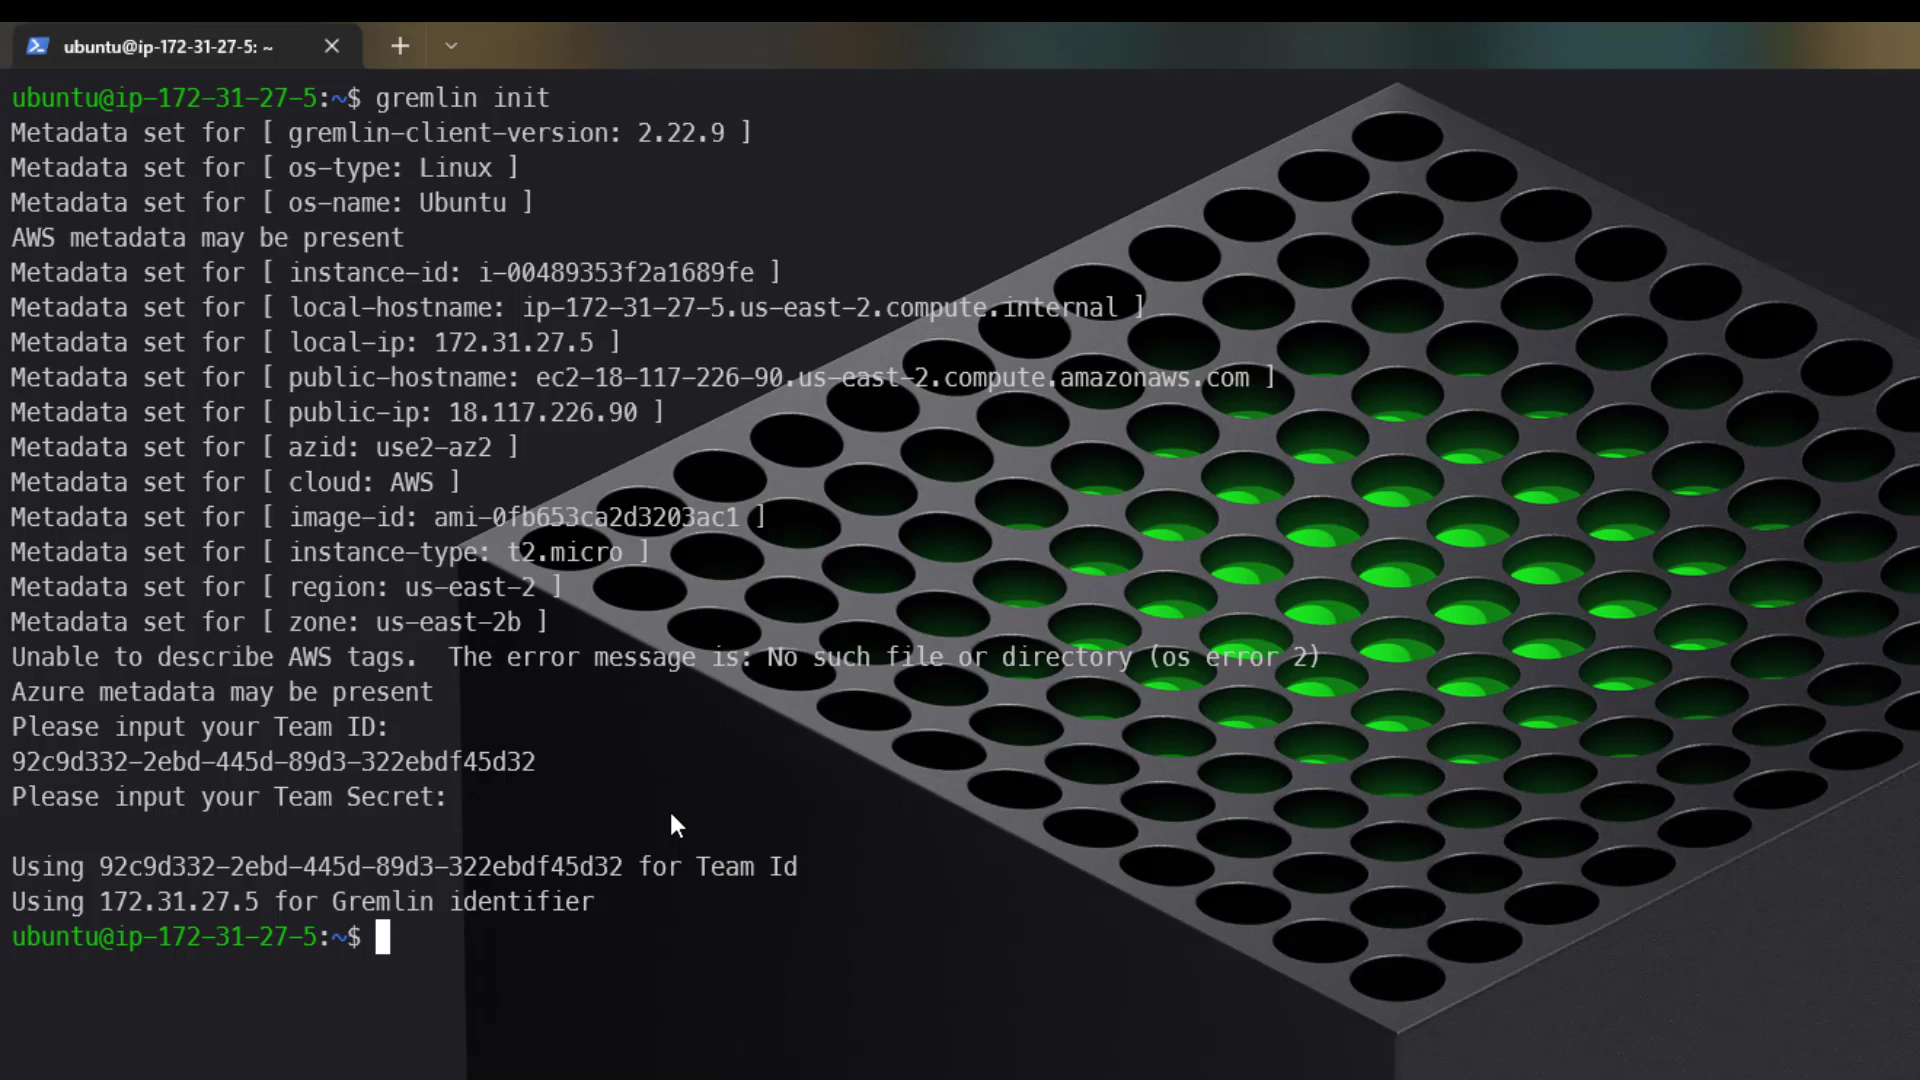 ubuntu@ip-172-31-27-5: ~
ubuntu@ip-172-31-27-5:~$ gremlin init
Metadata set for [ gremlin-client-version: 2.22.9 ]
Metadata set for [ os-type: Linux ]
Metadata set for [ os-name: Ubuntu ]
AWS metadata may be present
Metadata set for [ instance-id: i-00489353f2a1689fe ]
Metadata set for [ local-hostname: ip-172-31-27-5.us-east-2.compute.internal ]
Metadata set for [ local-ip: 172.31.27.5 ]
Metadata set for [ public-hostname: ec2-18-117-226-90.us-east-2.compute.amazonaws.com ]
Metadata set for [ public-ip: 18.117.226.90 ]
Metadata set for [ azid: use2-az2 ]
Metadata set for [ cloud: AWS ]
Metadata set for [ image-id: ami-0fb653ca2d3203ac1 ]
Metadata set for [ instance-type: t2.micro ]
Metadata set for [ region: us-east-2 ]
Metadata set for [ zone: us-east-2b ]
Unable to describe AWS tags.  The error message is: No such file or directory (os error 2)
Azure metadata may be present
Please input your Team ID:
92c9d332-2ebd-445d-89d3-322ebdf45d32
Please input your Team Secret:
Using 92c9d332-2ebd-445d-89d3-322ebdf45d32 for Team Id
Using 172.31.27.5 for Gremlin identifier
ubuntu@ip-172-31-27-5:~$